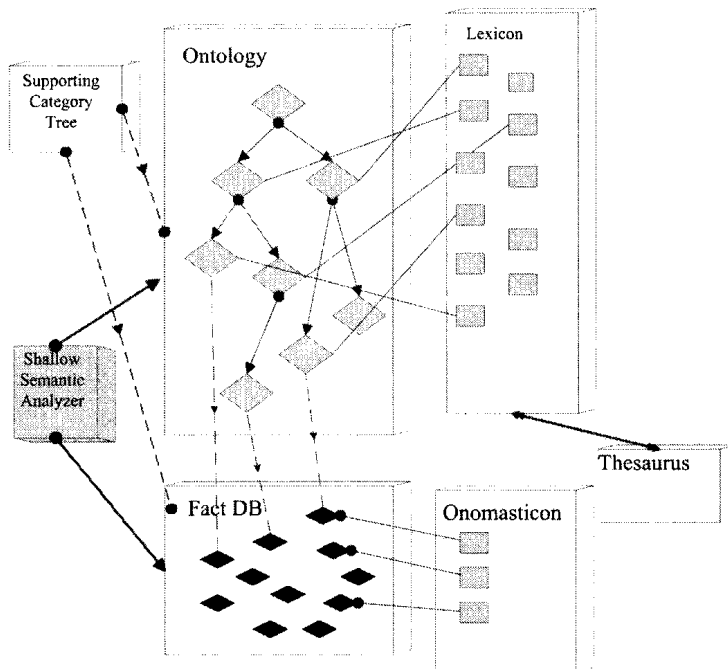 Ontology
Lexicon
Supporting
Category
Tree
Shallow
Semantic
Analyzer
Thesaurus
Fact DB
Onomasticon